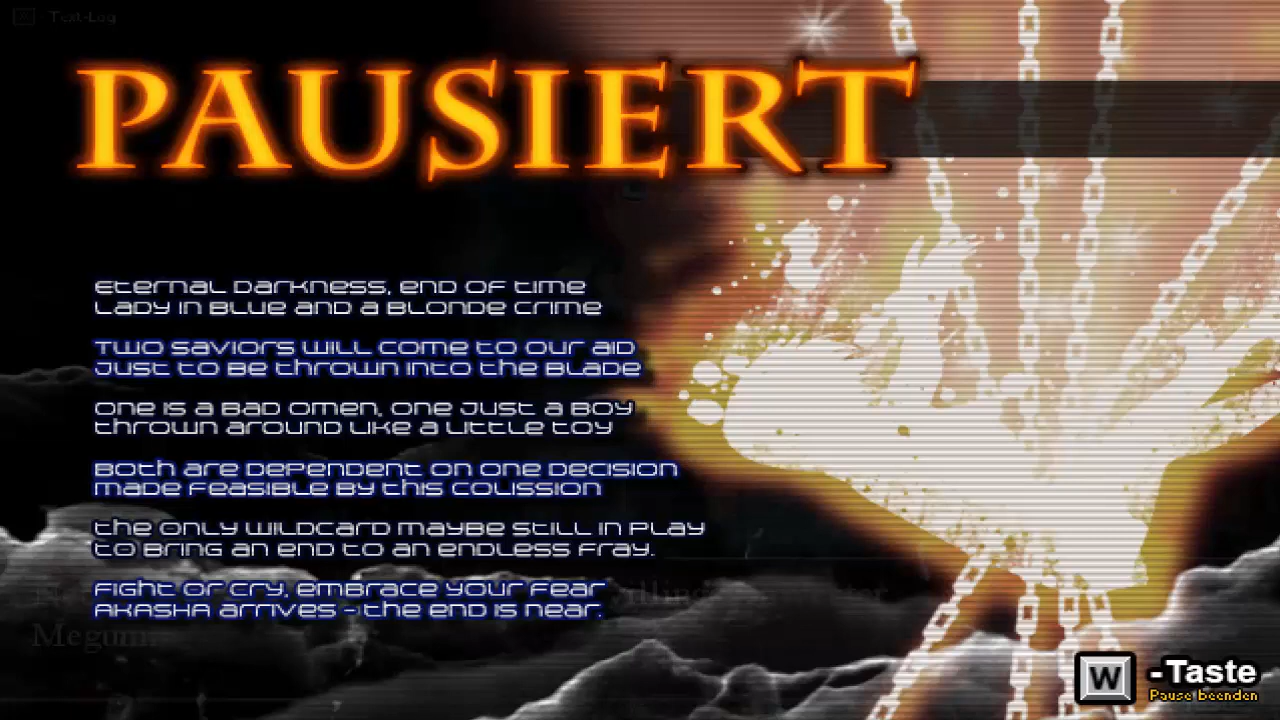 Text-Log
PAUSIERT
Eternal Darkness, end of time
Lady in Blue and a Blonde Crime
Two saviors will come to our aid
Just to be thrown into the blade
One is a bad omen, one just a boy
thrown around like a little toy
Both are dependent on one decision
made feasible by this colission
the only wildcard maybe still in play
to bring an end to an endless fray.
Fight or cry, embrace your fear
Akasha arrives - the end is near.
Megumi
W -Taste
Pause beenden